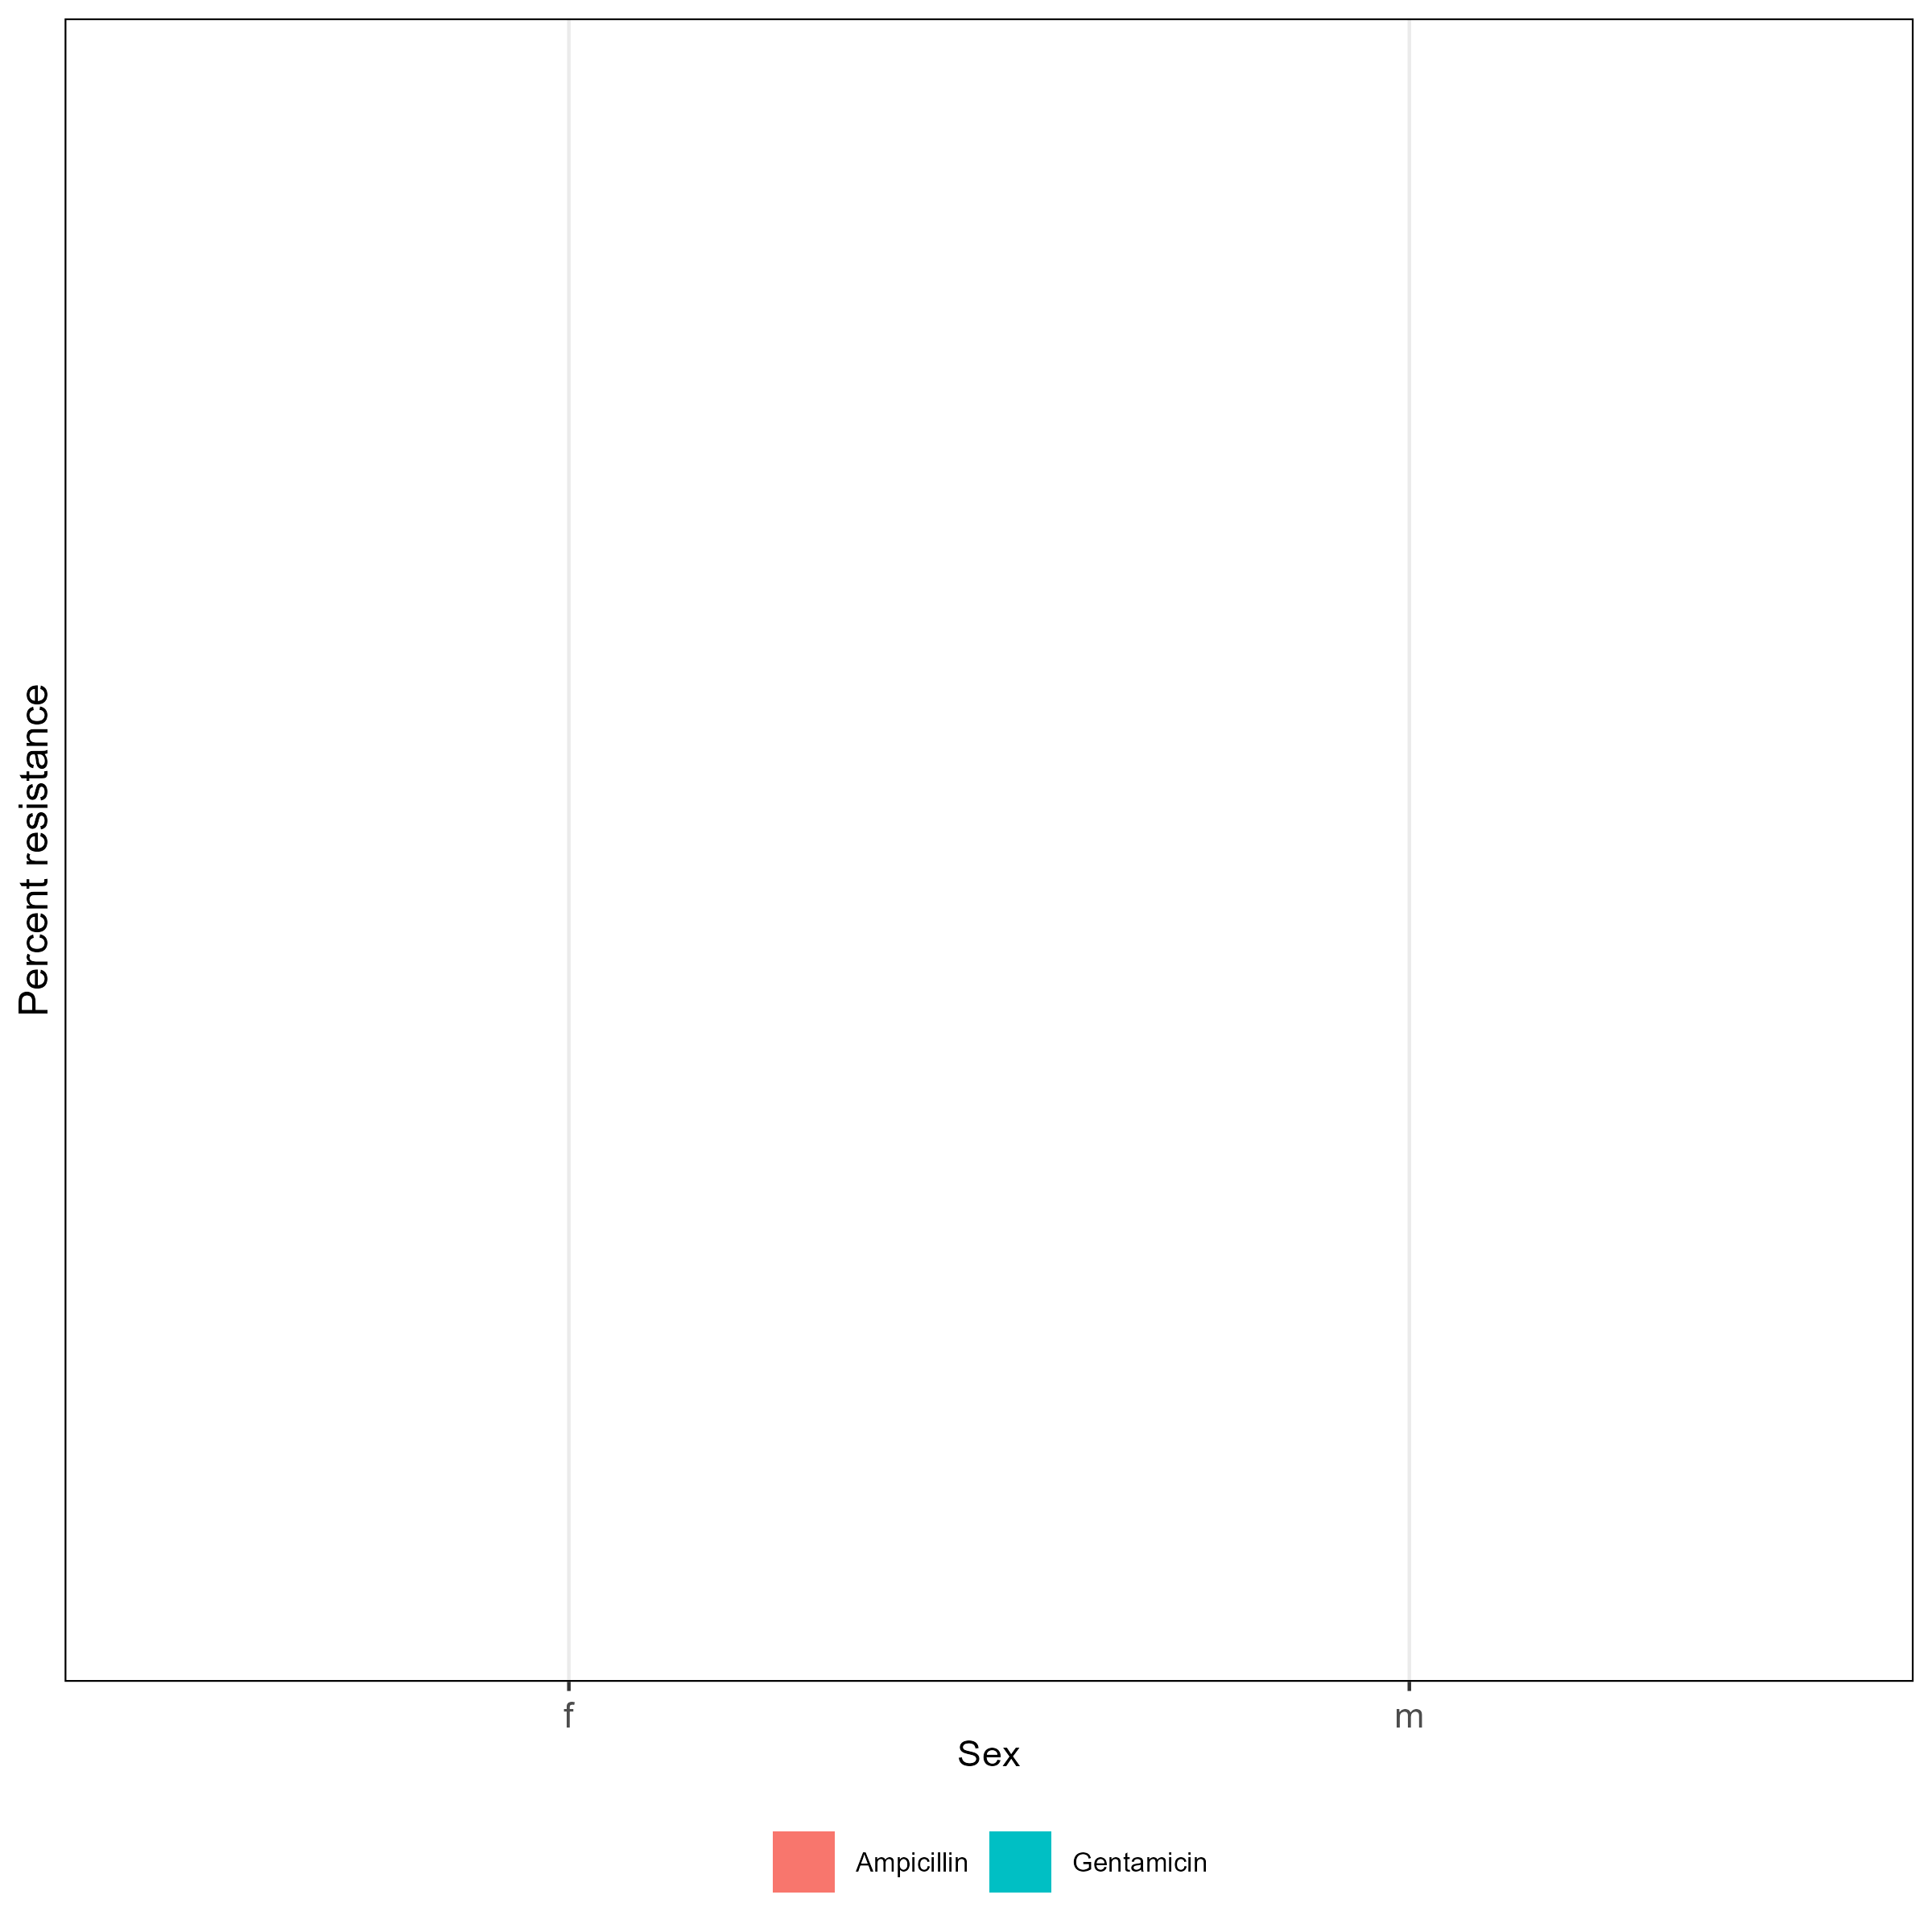 Percent resistance
f
m
Sex
Ampicillin
Gentamicin